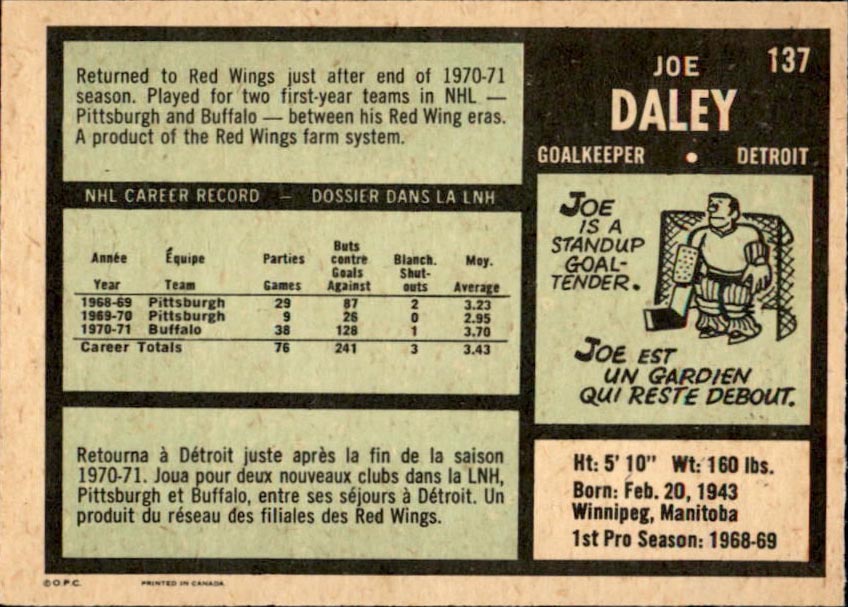 Returned to Red Wings just after end of 1970-71
season. Played for two first-year teams in NHL —
Pittsburgh and Buffalo — between his Red Wing eras.
A product of the Red Wings farm system.
NHL CAREER RECORD — DOSSIER DANS LA LNH
Année Équipe Parties Buts contre Blanch. Moy.
Year Team Games Goals Against Shut-outs Average
1968-69 Pittsburgh 29 87 2 3.23
1969-70 Pittsburgh 9 26 0 2.95
1970-71 Buffalo 38 128 1 3.70
Career Totals 76 241 3 3.43
Retourna à Détroit juste après la fin de la saison
1970-71. Joua pour deux nouveaux clubs dans la LNH,
Pittsburgh et Buffalo, entre ses séjours à Détroit. Un
produit du réseau des filiales des Red Wings.
JOE 137
DALEY
GOALKEEPER • DETROIT
JOE
IS A
STANDUP
GOAL-
TENDER.
JOE EST
UN GARDIEN
QUI RESTE DEBOUT.
Ht: 5' 10" Wt: 160 lbs.
Born: Feb. 20, 1943
Winnipeg, Manitoba
1st Pro Season: 1968-69
© O.P.C. PRINTED IN CANADA